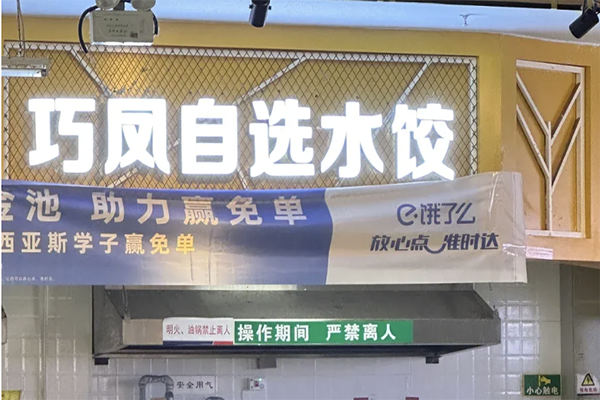 巧凤自选水饺
金池 助力赢免单
西亚斯学子赢免单
e·饿了么
放心点 准时达
明火、油锅禁止离人
操作期间 严禁离人
安全用气
小心触电